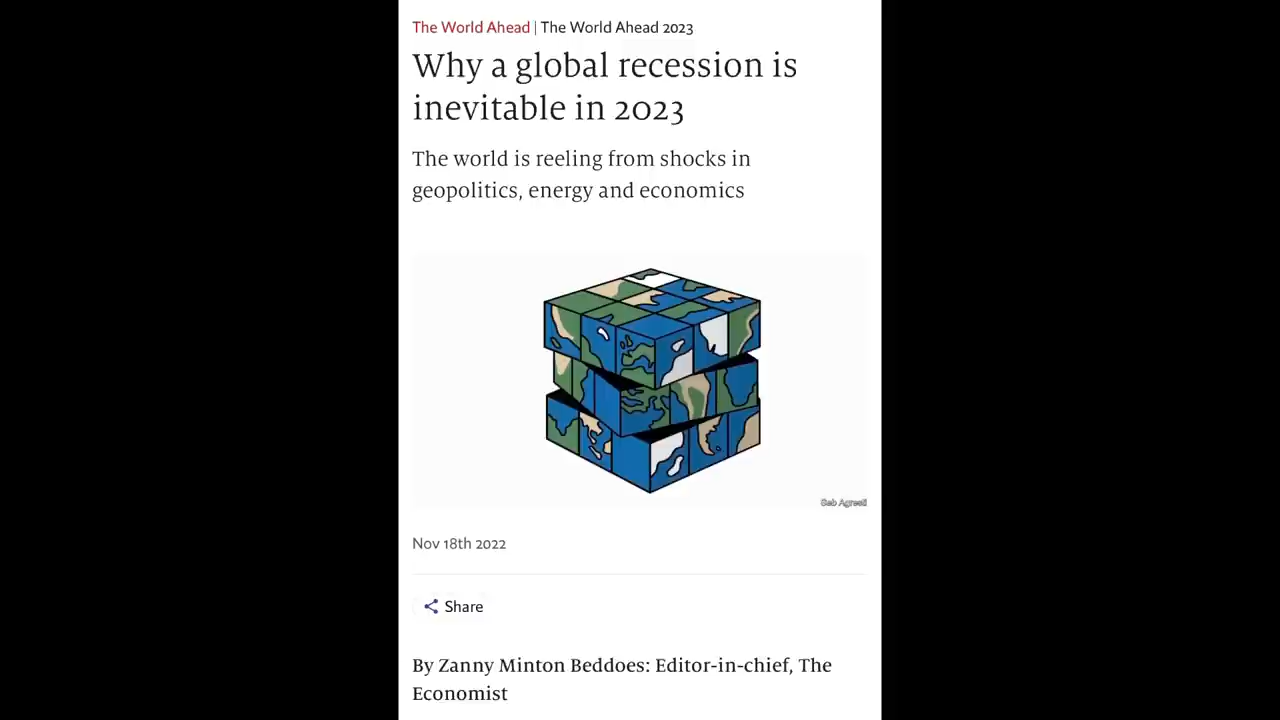 The World Ahead | The World Ahead 2023
Why a global recession is
inevitable in 2023
The world is reeling from shocks in
geopolitics, energy and economics
Seb Agresti
Nov 18th 2022
Share
By Zanny Minton Beddoes: Editor-in-chief, The
Economist